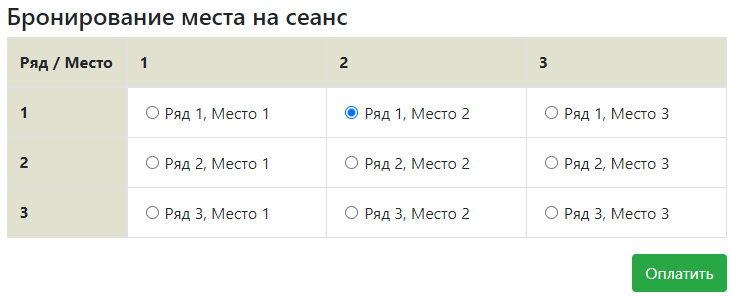 Бронирование места на сеанс
Ряд / Место 1 2 3
1 Ряд 1, Место 1 Ряд 1, Место 2 Ряд 1, Место 3
2 Ряд 2, Место 1 Ряд 2, Место 2 Ряд 2, Место 3
3 Ряд 3, Место 1 Ряд 3, Место 2 Ряд 3, Место 3
Оплатить